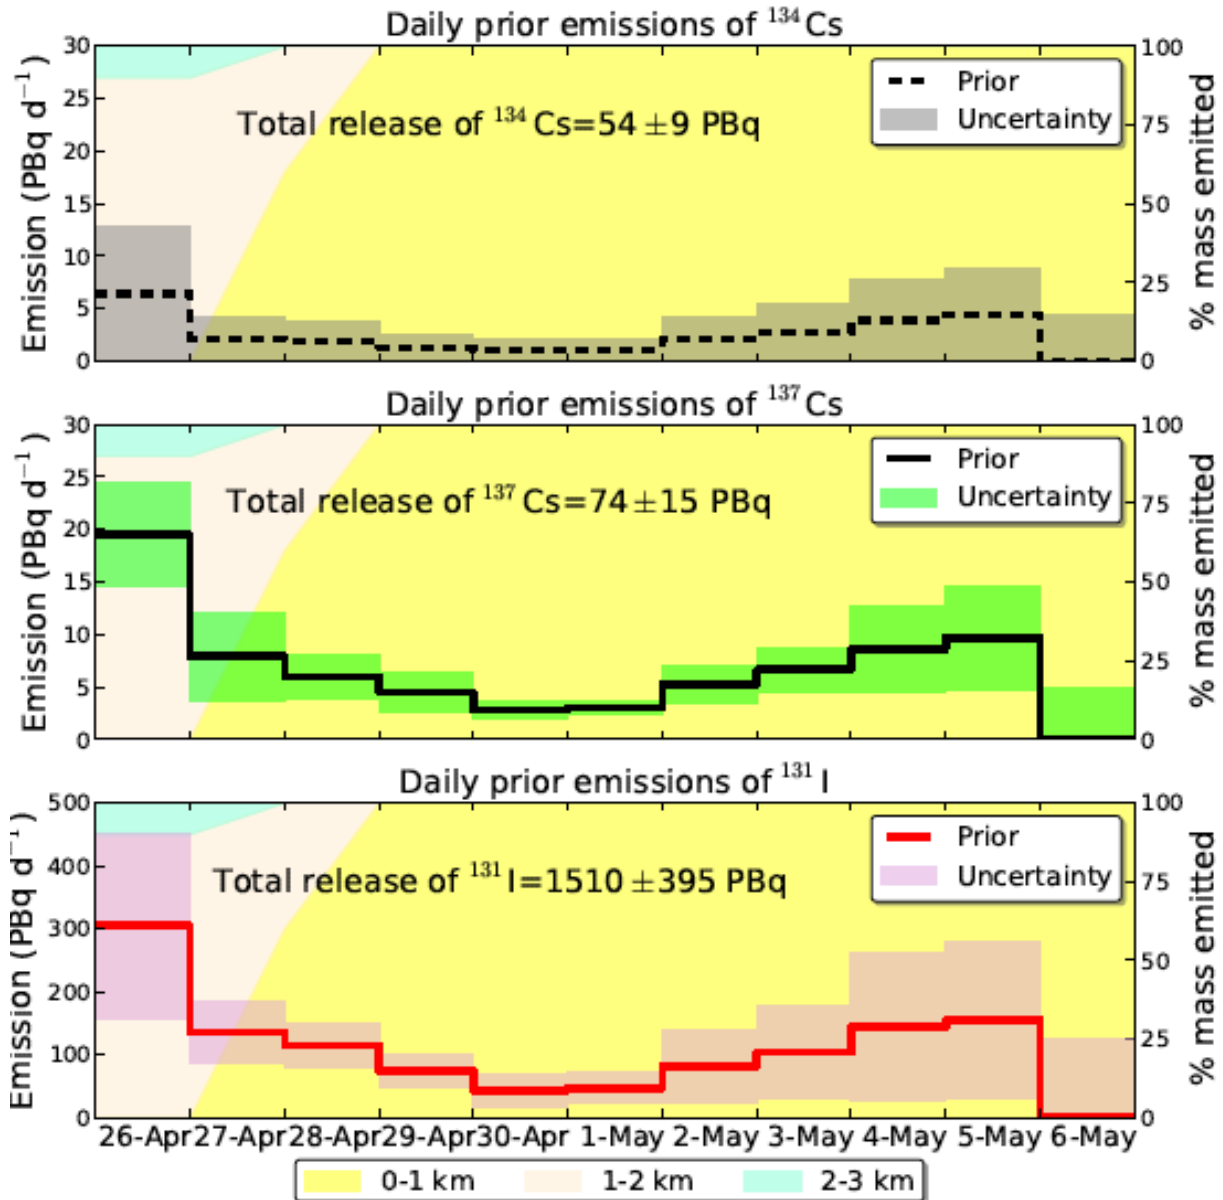 Daily prior emissions of ¹³⁴Cs
Emission (PBq d⁻¹)
30
25
20
15
10
5
0
Total release of ¹³⁴Cs=54 ±9 PBq
Prior
Uncertainty
100
75
50
25
0
% mass emitted
Daily prior emissions of ¹³⁷Cs
Emission (PBq d⁻¹)
30
25
20
15
10
5
0
Total release of ¹³⁷Cs=74 ±15 PBq
Prior
Uncertainty
100
75
50
25
0
% mass emitted
Daily prior emissions of ¹³¹I
Emission (PBq d⁻¹)
500
400
300
200
100
0
Total release of ¹³¹I=1510 ±395 PBq
Prior
Uncertainty
100
75
50
25
0
% mass emitted
26-Apr 27-Apr 28-Apr 29-Apr 30-Apr 1-May 2-May 3-May 4-May 5-May 6-May
0-1 km 1-2 km 2-3 km